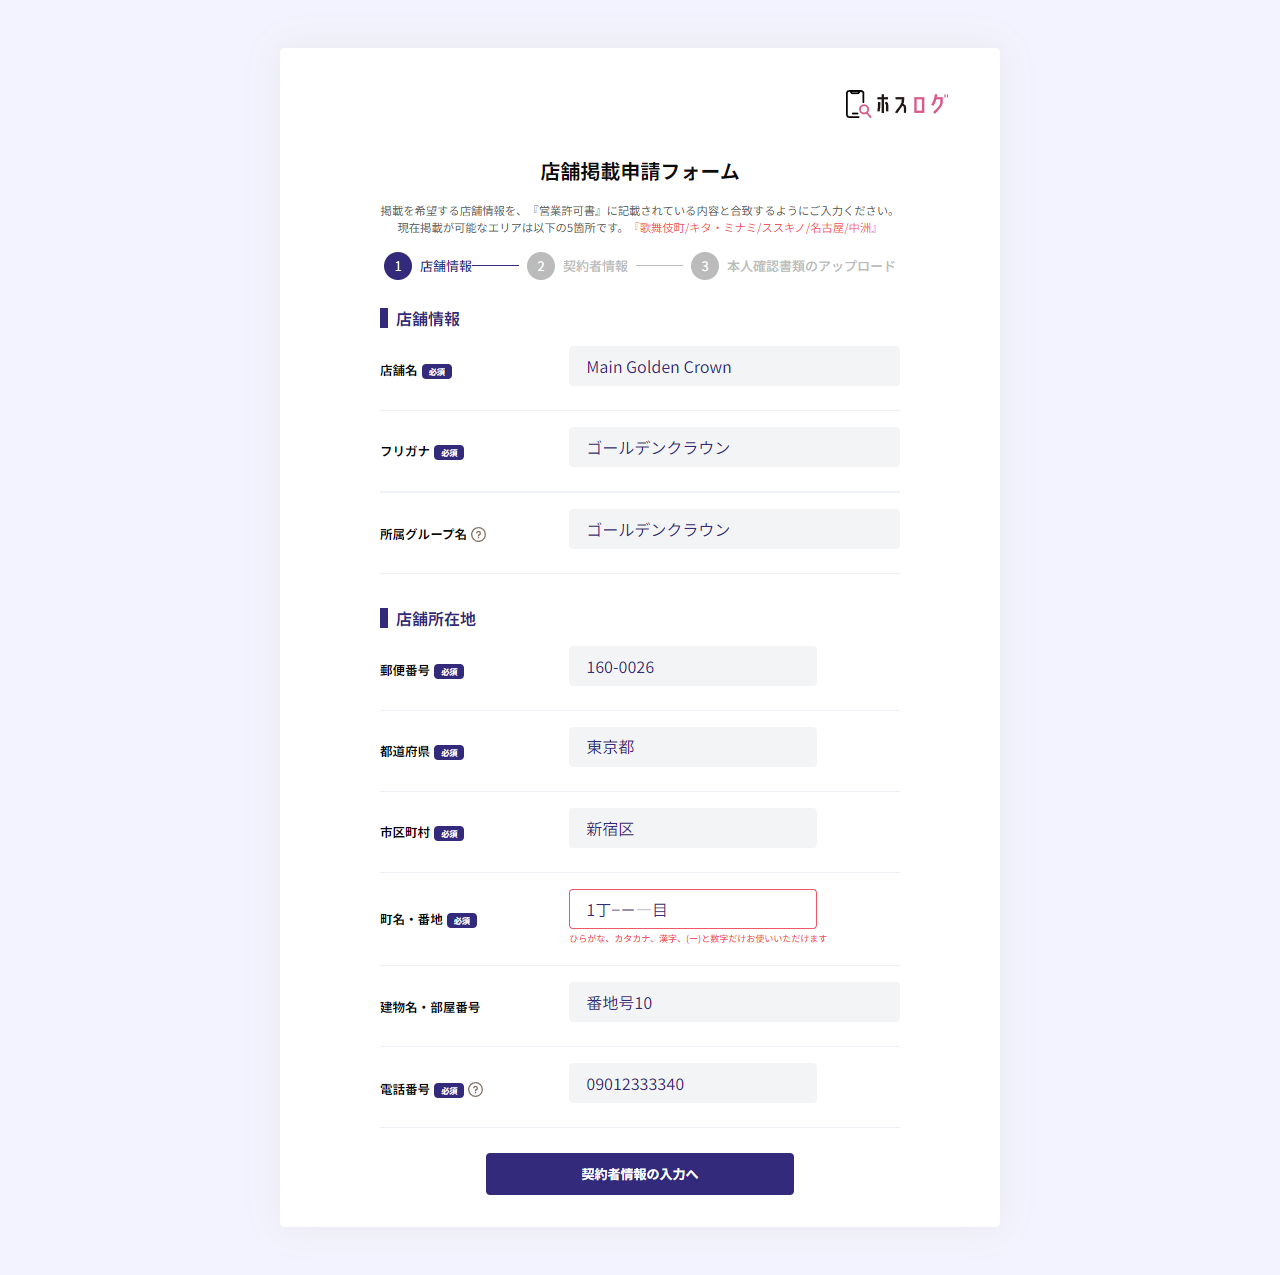 ホスログ
店舗掲載申請フォーム
掲載を希望する店舗情報を、『営業許可書』に記載されている内容と合致するようにご入力ください。
現在掲載が可能なエリアは以下の5箇所です。『歌舞伎町/キタ・ミナミ/ススキノ/名古屋/中洲』
1 店舗情報 2 契約者情報 3 本人確認書類のアップロード
店舗情報
店舗名 必須 Main Golden Crown
フリガナ 必須 ゴールデンクラウン
所属グループ名 ? ゴールデンクラウン
店舗所在地
郵便番号 必須 160-0026
都道府県 必須 東京都
市区町村 必須 新宿区
町名・番地 必須 1丁−ー―目
ひらがな、カタカナ、漢字、(ー)と数字だけお使いいただけます
建物名・部屋番号 番地号10
電話番号 必須 ? 09012333340
契約者情報の入力へ